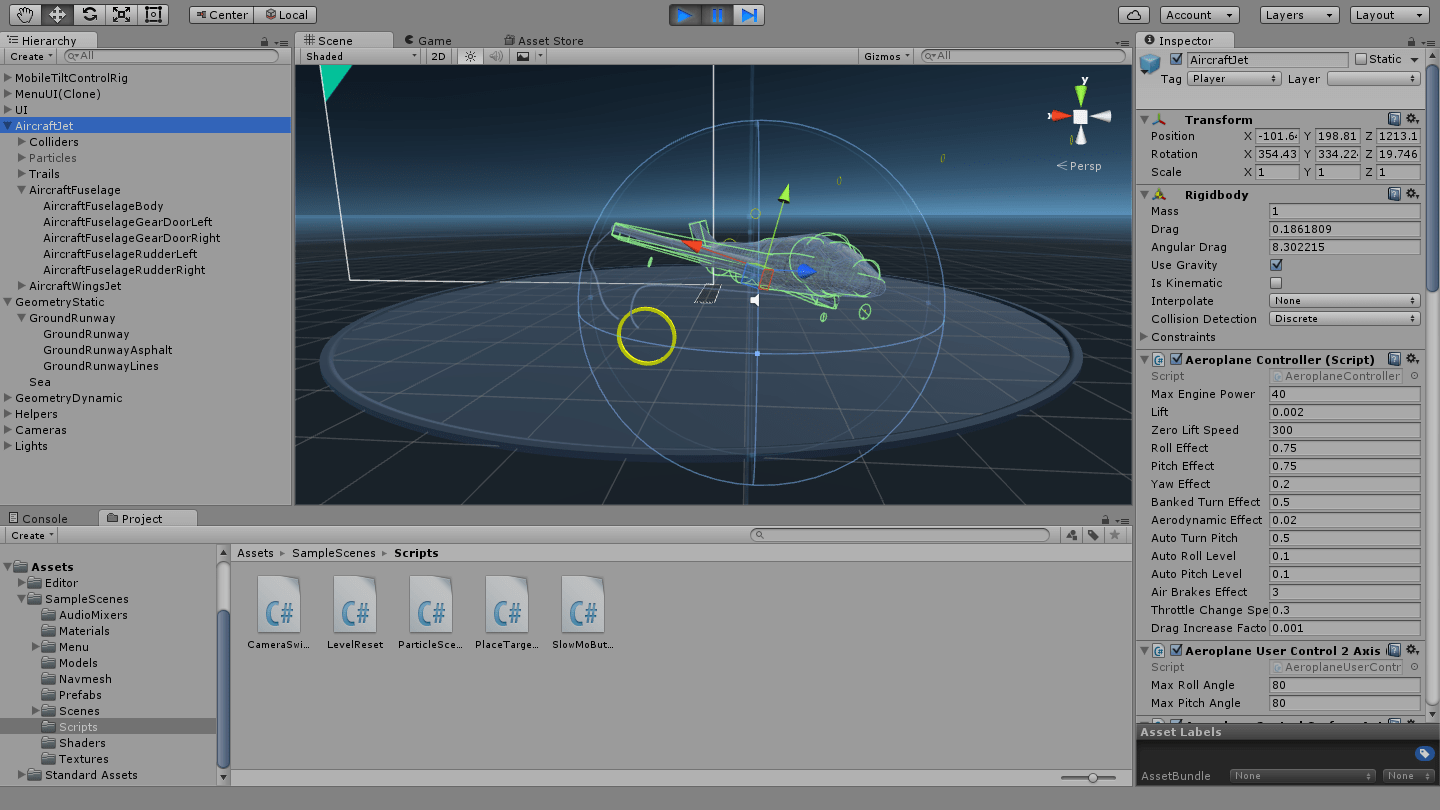 Center Local Account Layers Layout
Hierarchy
Create All
MobileTiltControlRig
MenuUI(Clone)
UI
AircraftJet
Colliders
Particles
Trails
AircraftFuselage
AircraftFuselageBody
AircraftFuselageGearDoorLeft
AircraftFuselageGearDoorRight
AircraftFuselageRudderLeft
AircraftFuselageRudderRight
AircraftWingsJet
GeometryStatic
GroundRunway
GroundRunway
GroundRunwayAsphalt
GroundRunwayLines
Sea
GeometryDynamic
Helpers
Cameras
Lights
Scene Game Asset Store
Shaded 2D Gizmos All
y
x
Persp
Console Project
Create
Assets
Editor
SampleScenes
AudioMixers
Materials
Menu
Models
Navmesh
Prefabs
Scenes
Scripts
Shaders
Textures
Standard Assets
Assets SampleScenes Scripts
C# C# C# C# C#
CameraSwi... LevelReset ParticleSce... PlaceTarge... SlowMoBut...
Inspector
AircraftJet Static
Tag Player Layer
Transform
Position X -101.64 Y 198.81 Z 1213.1
Rotation X 354.43 Y 334.224 Z 19.746
Scale X 1 Y 1 Z 1
Rigidbody
Mass 1
Drag 0.1861809
Angular Drag 8.302215
Use Gravity
Is Kinematic
Interpolate None
Collision Detection Discrete
Constraints
Aeroplane Controller (Script)
Script AeroplaneController
Max Engine Power 40
Lift 0.002
Zero Lift Speed 300
Roll Effect 0.75
Pitch Effect 0.75
Yaw Effect 0.2
Banked Turn Effect 0.5
Aerodynamic Effect 0.02
Auto Turn Pitch 0.5
Auto Roll Level 0.1
Auto Pitch Level 0.1
Air Brakes Effect 3
Throttle Change Spe 0.3
Drag Increase Facto 0.001
Aeroplane User Control 2 Axis (
Script AeroplaneUserContr
Max Roll Angle 80
Max Pitch Angle 80
Asset Labels
AssetBundle None None